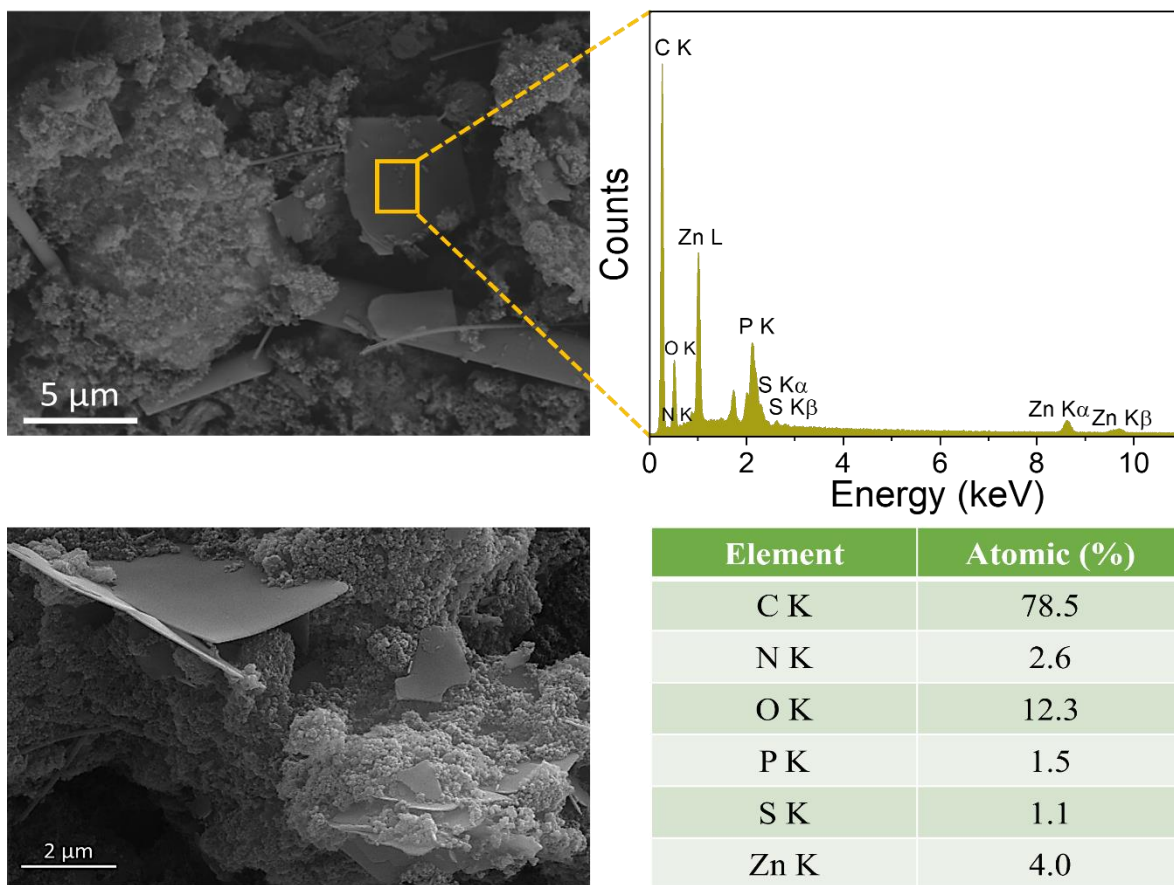 5 μm
Counts
C K
O K
N K
Zn L
P K
S Kα
S Kβ
Zn Kα
Zn Kβ
0 2 4 6 8 10
Energy (keV)
2 μm
Element Atomic (%)
C K 78.5
N K 2.6
O K 12.3
P K 1.5
S K 1.1
Zn K 4.0